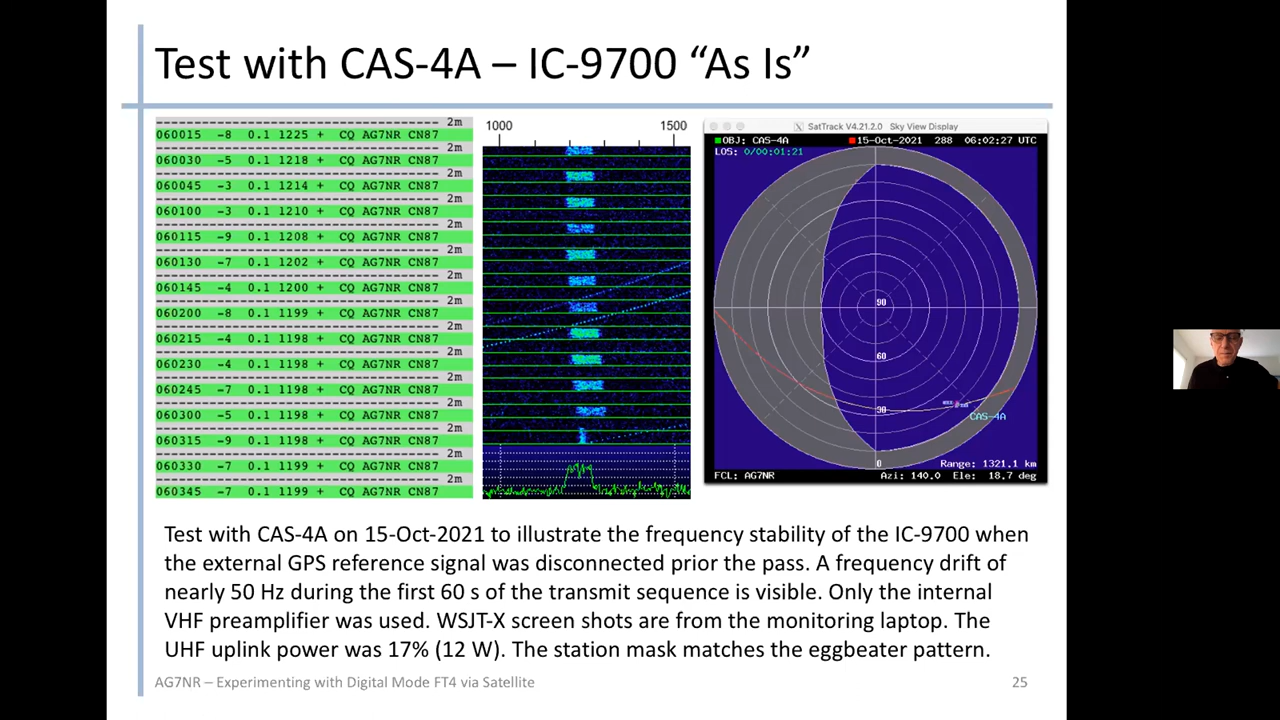 Test with CAS-4A – IC-9700 “As Is”
------------------------------------ 2m
060015 -8 0.1 1225 + CQ AG7NR CN87
------------------------------------ 2m
060030 -5 0.1 1218 + CQ AG7NR CN87
------------------------------------ 2m
060045 -3 0.1 1214 + CQ AG7NR CN87
------------------------------------ 2m
060100 -3 0.1 1210 + CQ AG7NR CN87
------------------------------------ 2m
060115 -9 0.1 1208 + CQ AG7NR CN87
------------------------------------ 2m
060130 -7 0.1 1202 + CQ AG7NR CN87
------------------------------------ 2m
060145 -4 0.1 1200 + CQ AG7NR CN87
------------------------------------ 2m
060200 -8 0.1 1199 + CQ AG7NR CN87
------------------------------------ 2m
060215 -4 0.1 1198 + CQ AG7NR CN87
------------------------------------ 2m
060230 -4 0.1 1198 + CQ AG7NR CN87
------------------------------------ 2m
060245 -7 0.1 1198 + CQ AG7NR CN87
------------------------------------ 2m
060300 -5 0.1 1198 + CQ AG7NR CN87
------------------------------------ 2m
060315 -9 0.1 1198 + CQ AG7NR CN87
------------------------------------ 2m
060330 -7 0.1 1199 + CQ AG7NR CN87
------------------------------------ 2m
060345 -7 0.1 1199 + CQ AG7NR CN87
1000 1500
SatTrack V4.21.2.0 Sky View Display
OBJ: CAS-4A 15-Oct-2021 288 06:02:27 UTC
LOS: 0/00:01:21
90
60
30
CAS-4A
0
Range: 1321.1 km
FCL: AG7NR Azi: 140.0 Ele: 18.7 deg
Test with CAS-4A on 15-Oct-2021 to illustrate the frequency stability of the IC-9700 when
the external GPS reference signal was disconnected prior the pass. A frequency drift of
nearly 50 Hz during the first 60 s of the transmit sequence is visible. Only the internal
VHF preamplifier was used. WSJT-X screen shots are from the monitoring laptop. The
UHF uplink power was 17% (12 W). The station mask matches the eggbeater pattern.
AG7NR – Experimenting with Digital Mode FT4 via Satellite 25